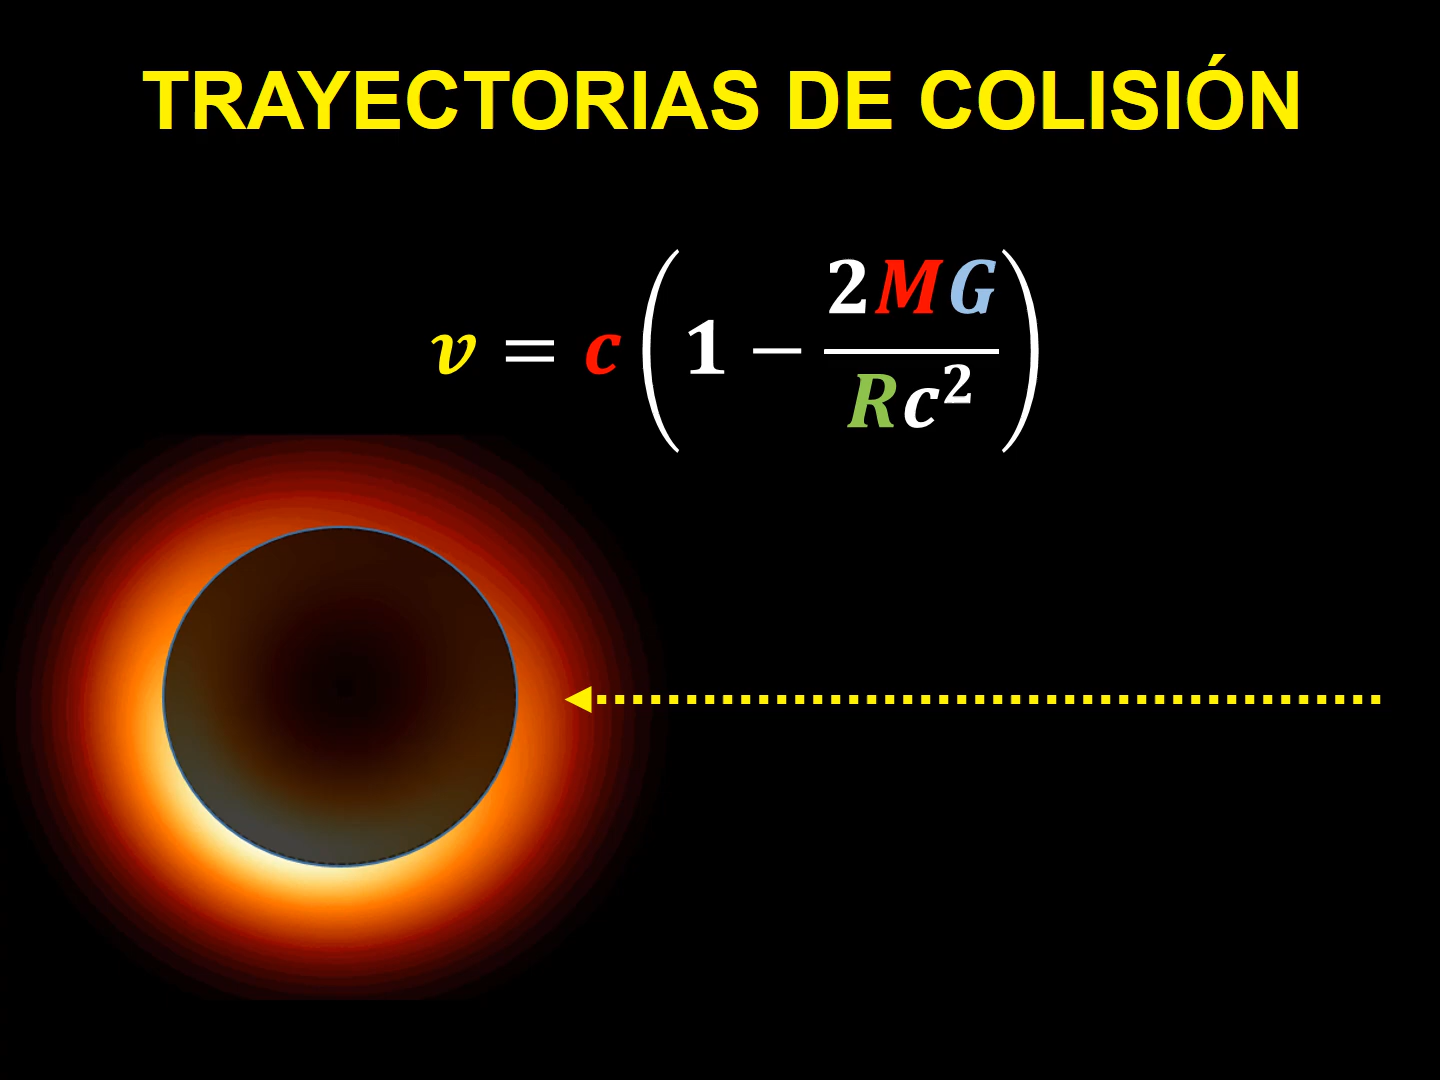 TRAYECTORIAS DE COLISIÓN
v = c(1 − 2MG/Rc²)